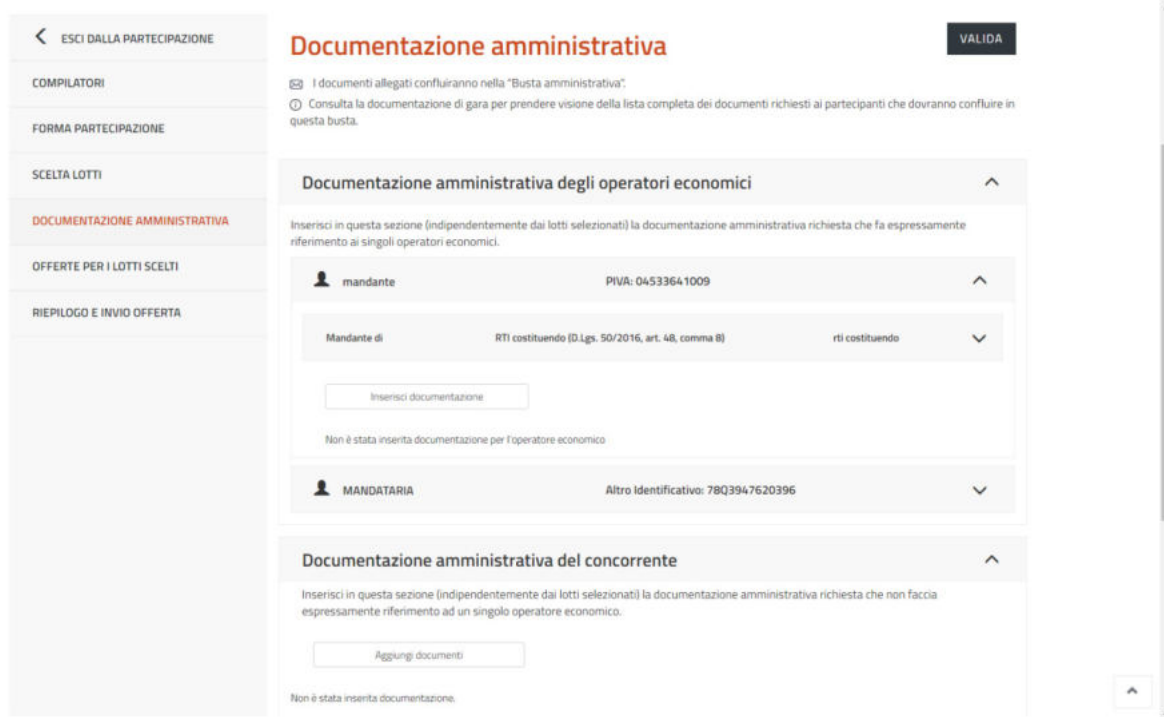 ESCI DALLA PARTECIPAZIONE
COMPILATORI
FORMA PARTECIPAZIONE
SCELTA LOTTI
DOCUMENTAZIONE AMMINISTRATIVA
OFFERTE PER I LOTTI SCELTI
RIEPILOGO E INVIO OFFERTA
Documentazione amministrativa
VALIDA
I documenti allegati confluiranno nella "Busta amministrativa".
Consulta la documentazione di gara per prendere visione della lista completa dei documenti richiesti ai partecipanti che dovranno confluire in
questa busta.
Documentazione amministrativa degli operatori economici
Inserisci in questa sezione (indipendentemente dai lotti selezionati) la documentazione amministrativa richiesta che fa espressamente
riferimento ai singoli operatori economici.
mandante PIVA: 04533641009
Mandante di RTI costituendo (D.Lgs. 50/2016, art. 48, comma 8) rti costituendo
Inserisci documentazione
Non è stata inserita documentazione per l'operatore economico
MANDATARIA Altro Identificativo: 78Q3947620396
Documentazione amministrativa del concorrente
Inserisci in questa sezione (indipendentemente dai lotti selezionati) la documentazione amministrativa richiesta che non faccia
espressamente riferimento ad un singolo operatore economico.
Aggiungi documenti
Non è stata inserita documentazione.